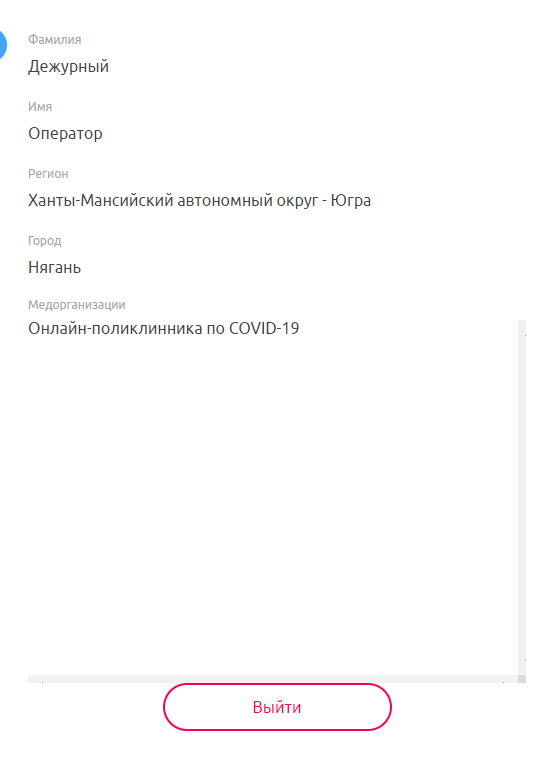 Фамилия
Дежурный
Имя
Оператор
Регион
Ханты-Мансийский автономный округ - Югра
Город
Нягань
Медорганизации
Онлайн-поликлинника по COVID-19
Выйти